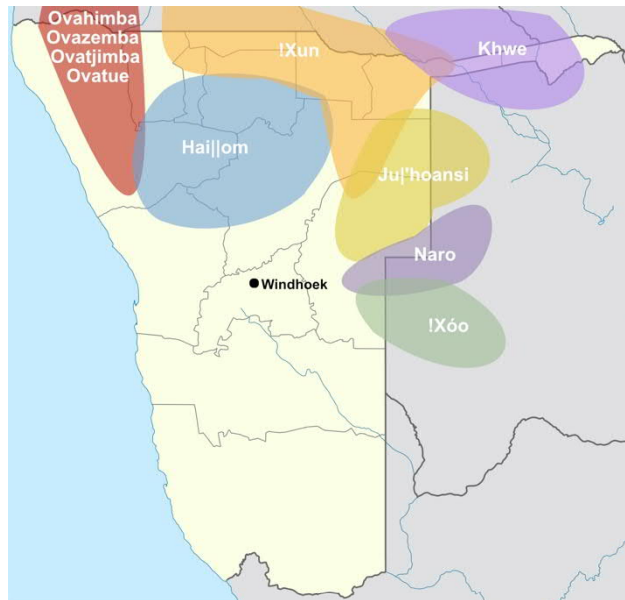 Ovahimba
Ovazemba
Ovatjimba
Ovatue
!Xun
Khwe
Hai||om
Ju|'hoansi
Naro
Windhoek
!Xóo